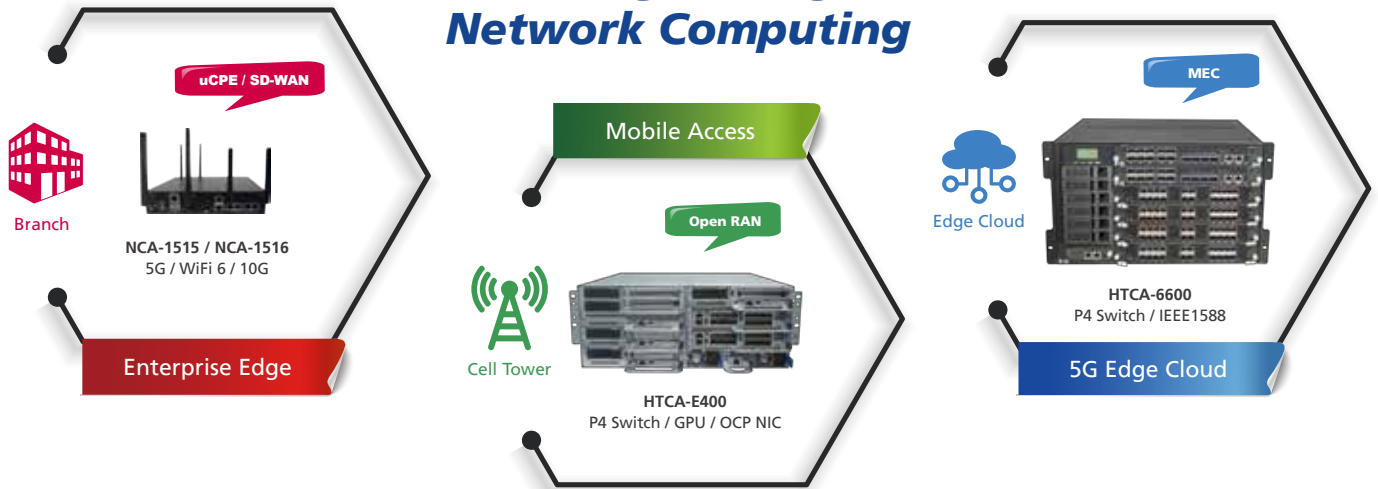 Network Computing
uCPE / SD-WAN
Branch
NCA-1515 / NCA-1516
5G / WiFi 6 / 10G
Enterprise Edge
Mobile Access
Open RAN
Cell Tower
HTCA-E400
P4 Switch / GPU / OCP NIC
MEC
Edge Cloud
HTCA-6600
P4 Switch / IEEE1588
5G Edge Cloud